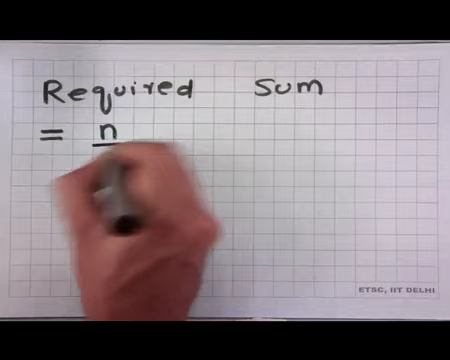 Required Sum
= n
ETSC, IIT DELHI